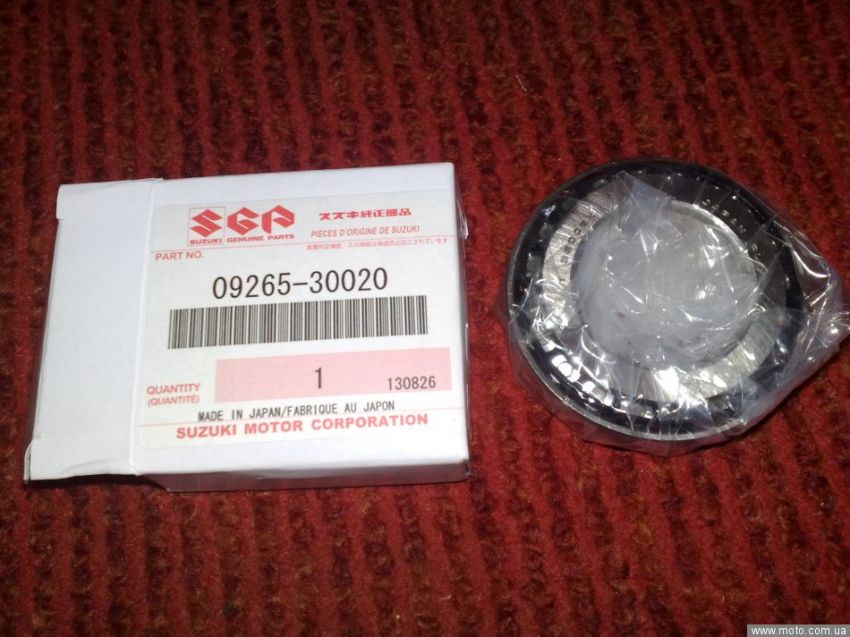 SGP
スズキ純正部品
SUZUKI GENUINE PARTS
PIÈCES D'ORIGINE DE SUZUKI
PART NO.
09265-30020
QUANTITY
(QUANTITÉ)
1
130826
MADE IN JAPAN/FABRIQUE AU JAPON
SUZUKI MOTOR CORPORATION
www.moto.com.ua